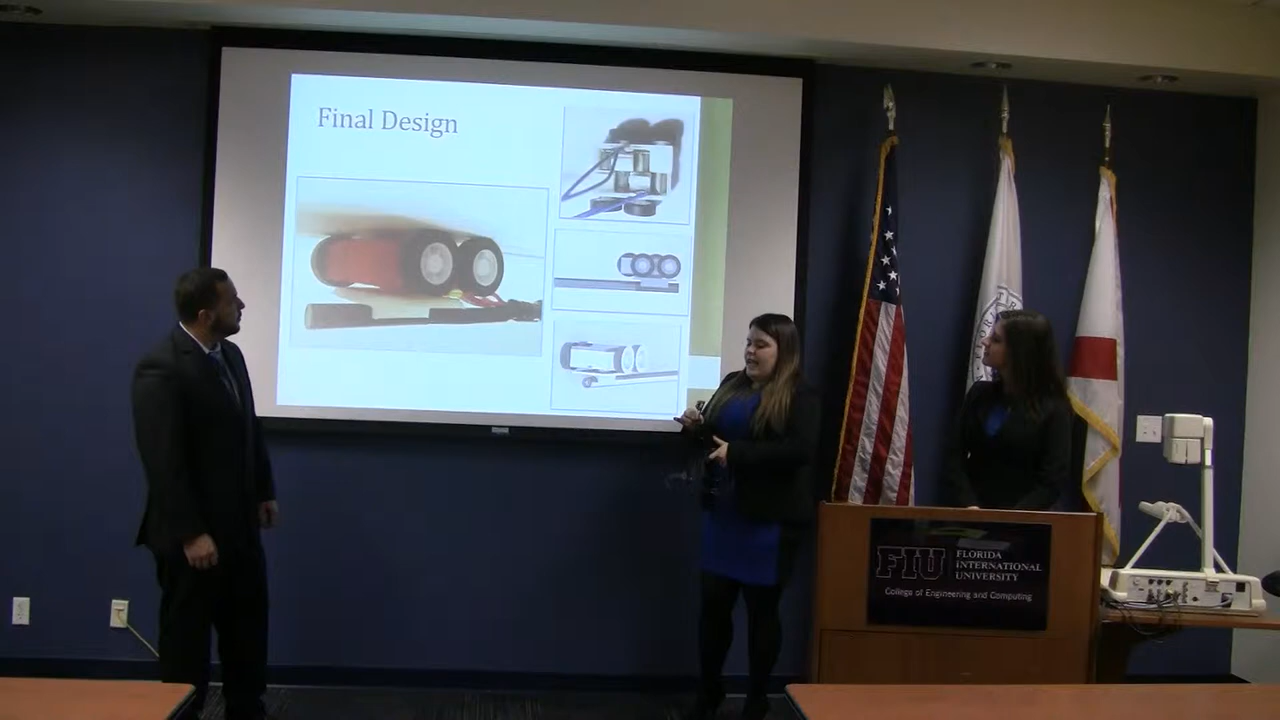 Final Design
FIU
FLORIDA
INTERNATIONAL
UNIVERSITY
College of Engineering and Computing